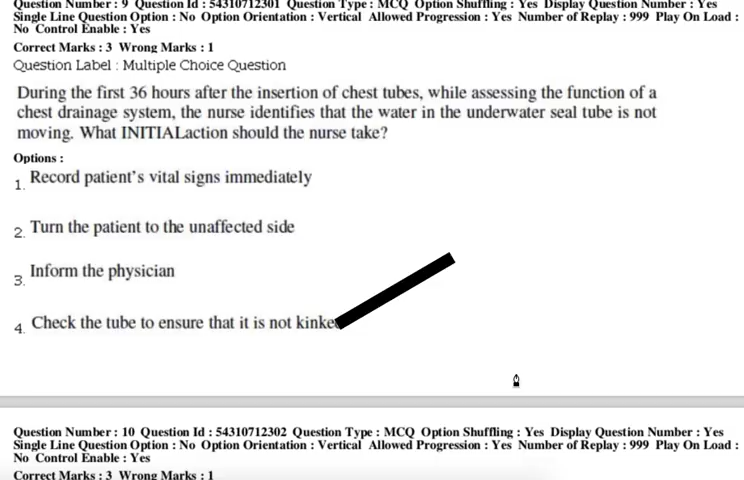 Question Number : 9 Question Id : 54310712301 Question Type : MCQ Option Shuffling : Yes Display Question Number : Yes
Single Line Question Option : No Option Orientation : Vertical Allowed Progression : Yes Number of Replay : 999 Play On Load :
No Control Enable : Yes
Correct Marks : 3 Wrong Marks : 1
Question Label : Multiple Choice Question
During the first 36 hours after the insertion of chest tubes, while assessing the function of a
chest drainage system, the nurse identifies that the water in the underwater seal tube is not
moving. What INITIALaction should the nurse take?
Options :
1. Record patient's vital signs immediately
2. Turn the patient to the unaffected side
3. Inform the physician
4. Check the tube to ensure that it is not
Question Number : 10 Question Id : 54310712302 Question Type : MCQ Option Shuffling : Yes Display Question Number : Yes
Single Line Question Option : No Option Orientation : Vertical Allowed Progression : Yes Number of Replay : 999 Play On Load :
No Control Enable : Yes
Correct Marks : 3 Wrong Marks : 1